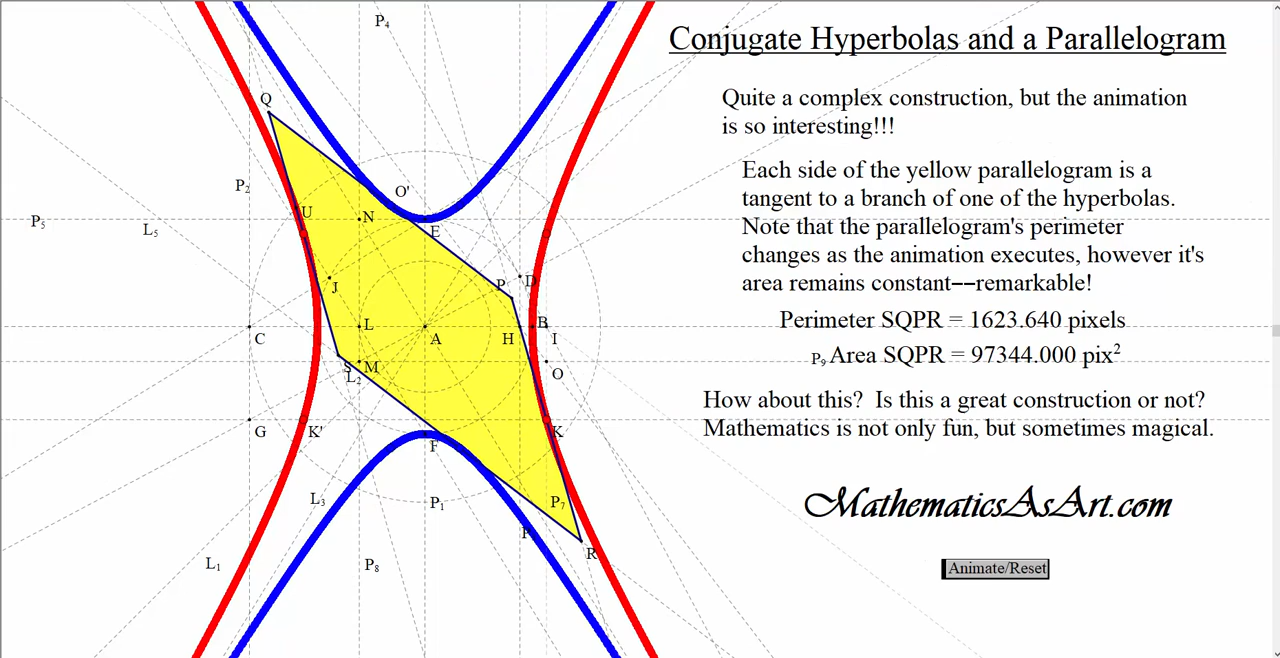 P4
Conjugate Hyperbolas and a Parallelogram
Quite a complex construction, but the animation
is so interesting!!!
Q
Each side of the yellow parallelogram is a
tangent to a branch of one of the hyperbolas.
Note that the parallelogram's perimeter
changes as the animation executes, however it's
area remains constant––remarkable!
P2
O'
P5
L5
U
N
E
J
P
D
Perimeter SQPR = 1623.640 pixels
C
L
A
H
B
I
P9 Area SQPR = 97344.000 pix²
S
M
L2
O
How about this?  Is this a great construction or not?
Mathematics is not only fun, but sometimes magical.
G
K'
F
K
L3
P1
P7
MathematicsAsArt.com
P
R
L1
P8
Animate/Reset